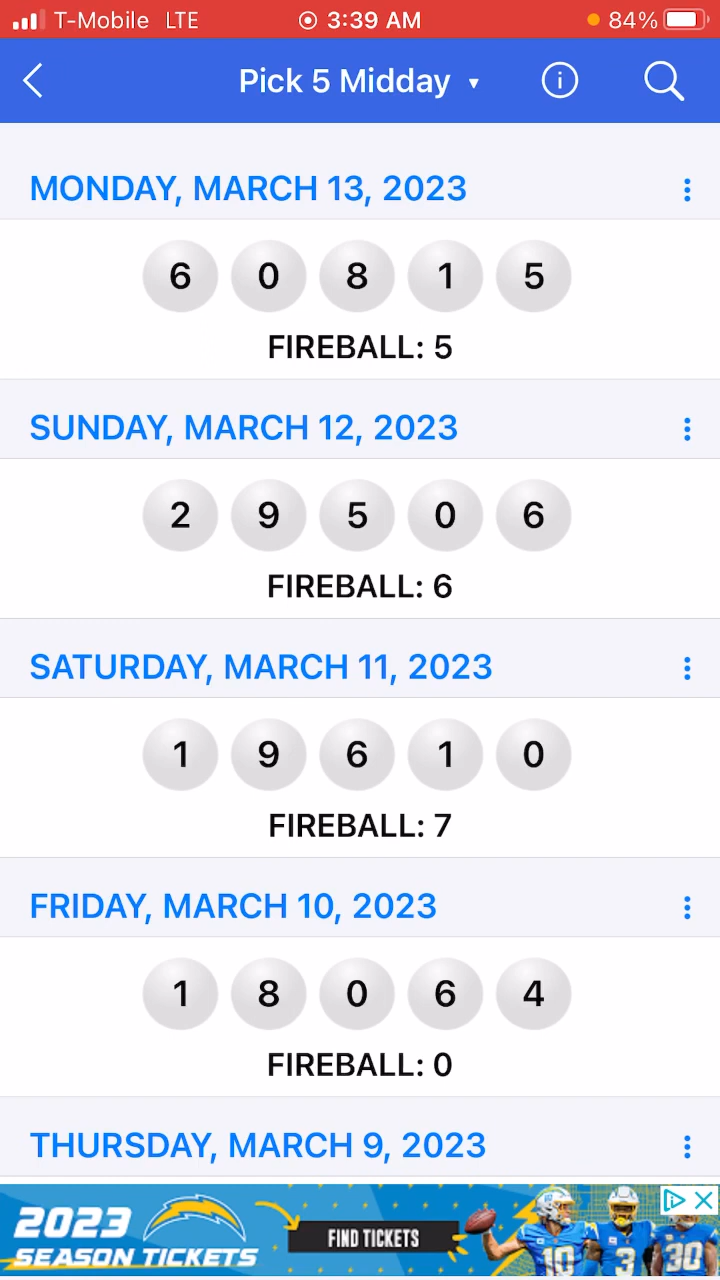 T-Mobile LTE 3:39 AM 84%
Pick 5 Midday
MONDAY, MARCH 13, 2023
6 0 8 1 5
FIREBALL: 5
SUNDAY, MARCH 12, 2023
2 9 5 0 6
FIREBALL: 6
SATURDAY, MARCH 11, 2023
1 9 6 1 0
FIREBALL: 7
FRIDAY, MARCH 10, 2023
1 8 0 6 4
FIREBALL: 0
THURSDAY, MARCH 9, 2023
2023
SEASON TICKETS
FIND TICKETS
10 3 30